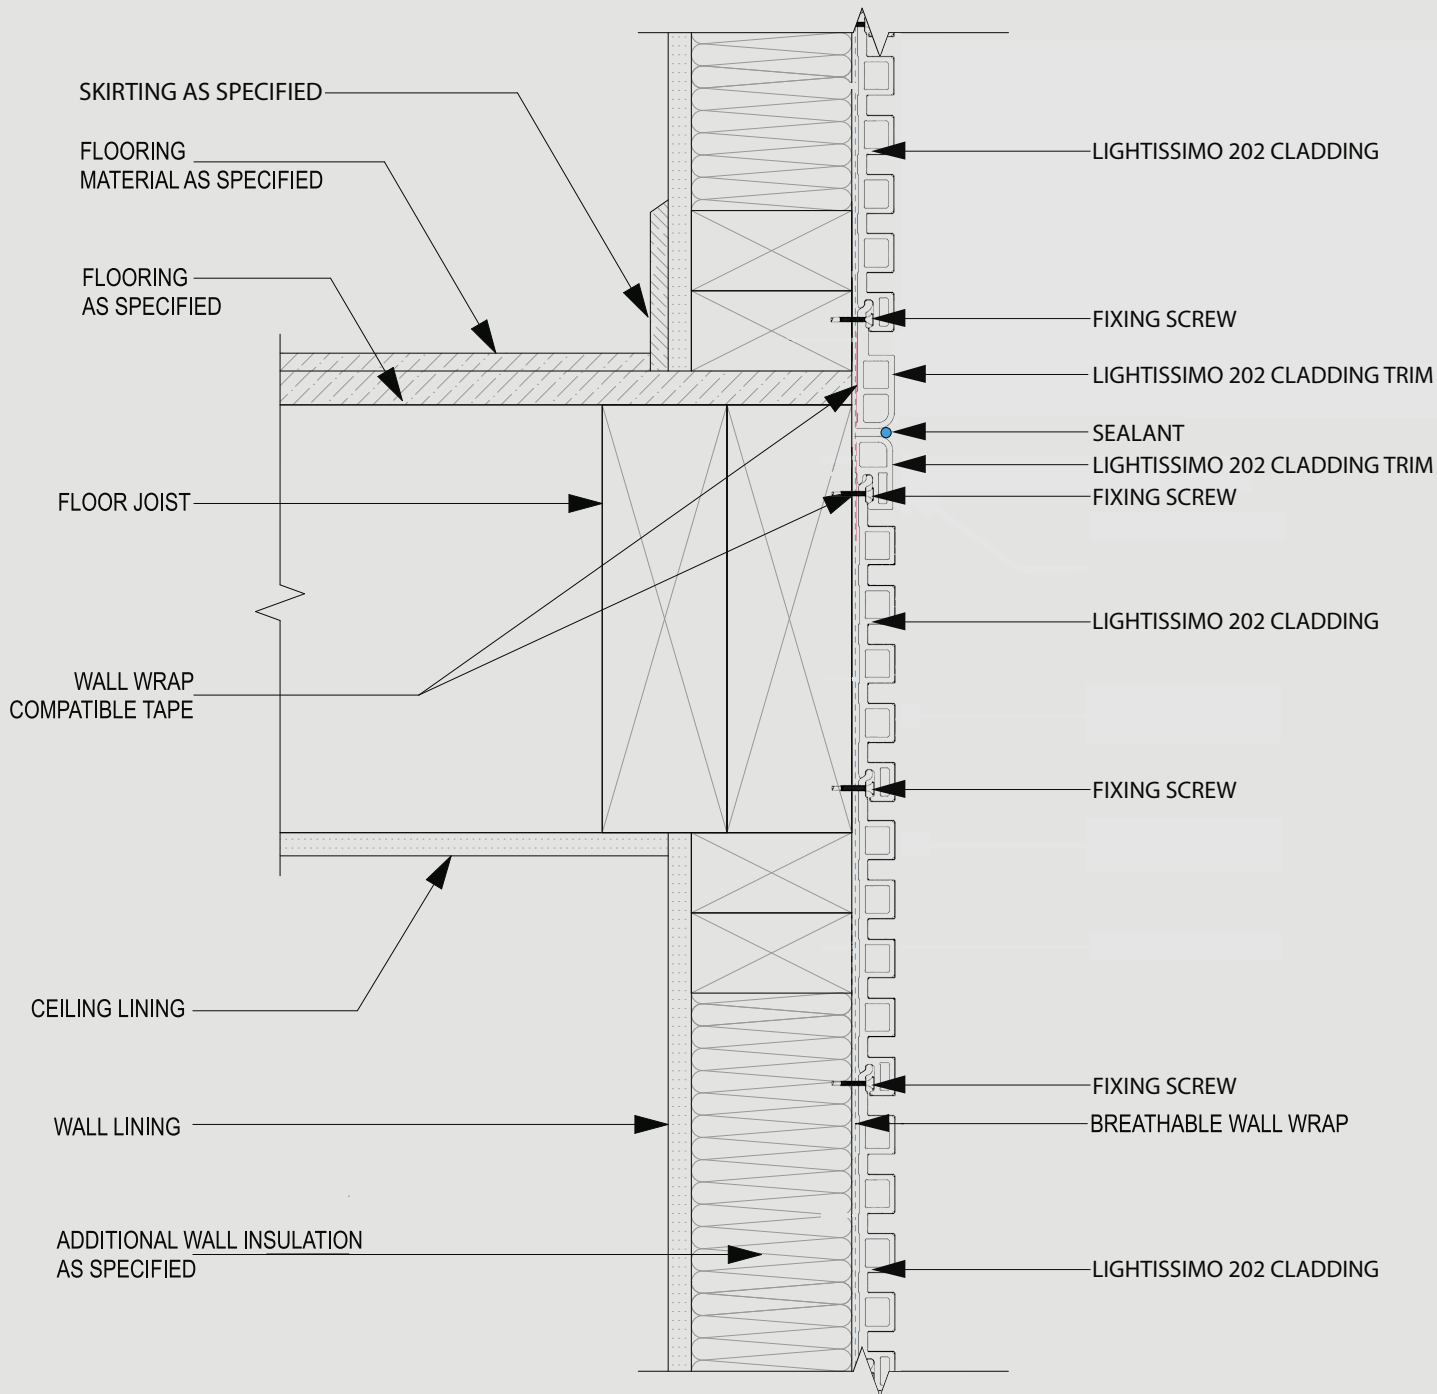 SKIRTING AS SPECIFIED
FLOORING
MATERIAL AS SPECIFIED
FLOORING
AS SPECIFIED
FLOOR JOIST
WALL WRAP
COMPATIBLE TAPE
CEILING LINING
WALL LINING
ADDITIONAL WALL INSULATION
AS SPECIFIED
LIGHTISSIMO 202 CLADDING
FIXING SCREW
LIGHTISSIMO 202 CLADDING TRIM
SEALANT
LIGHTISSIMO 202 CLADDING TRIM
FIXING SCREW
LIGHTISSIMO 202 CLADDING
FIXING SCREW
FIXING SCREW
BREATHABLE WALL WRAP
LIGHTISSIMO 202 CLADDING